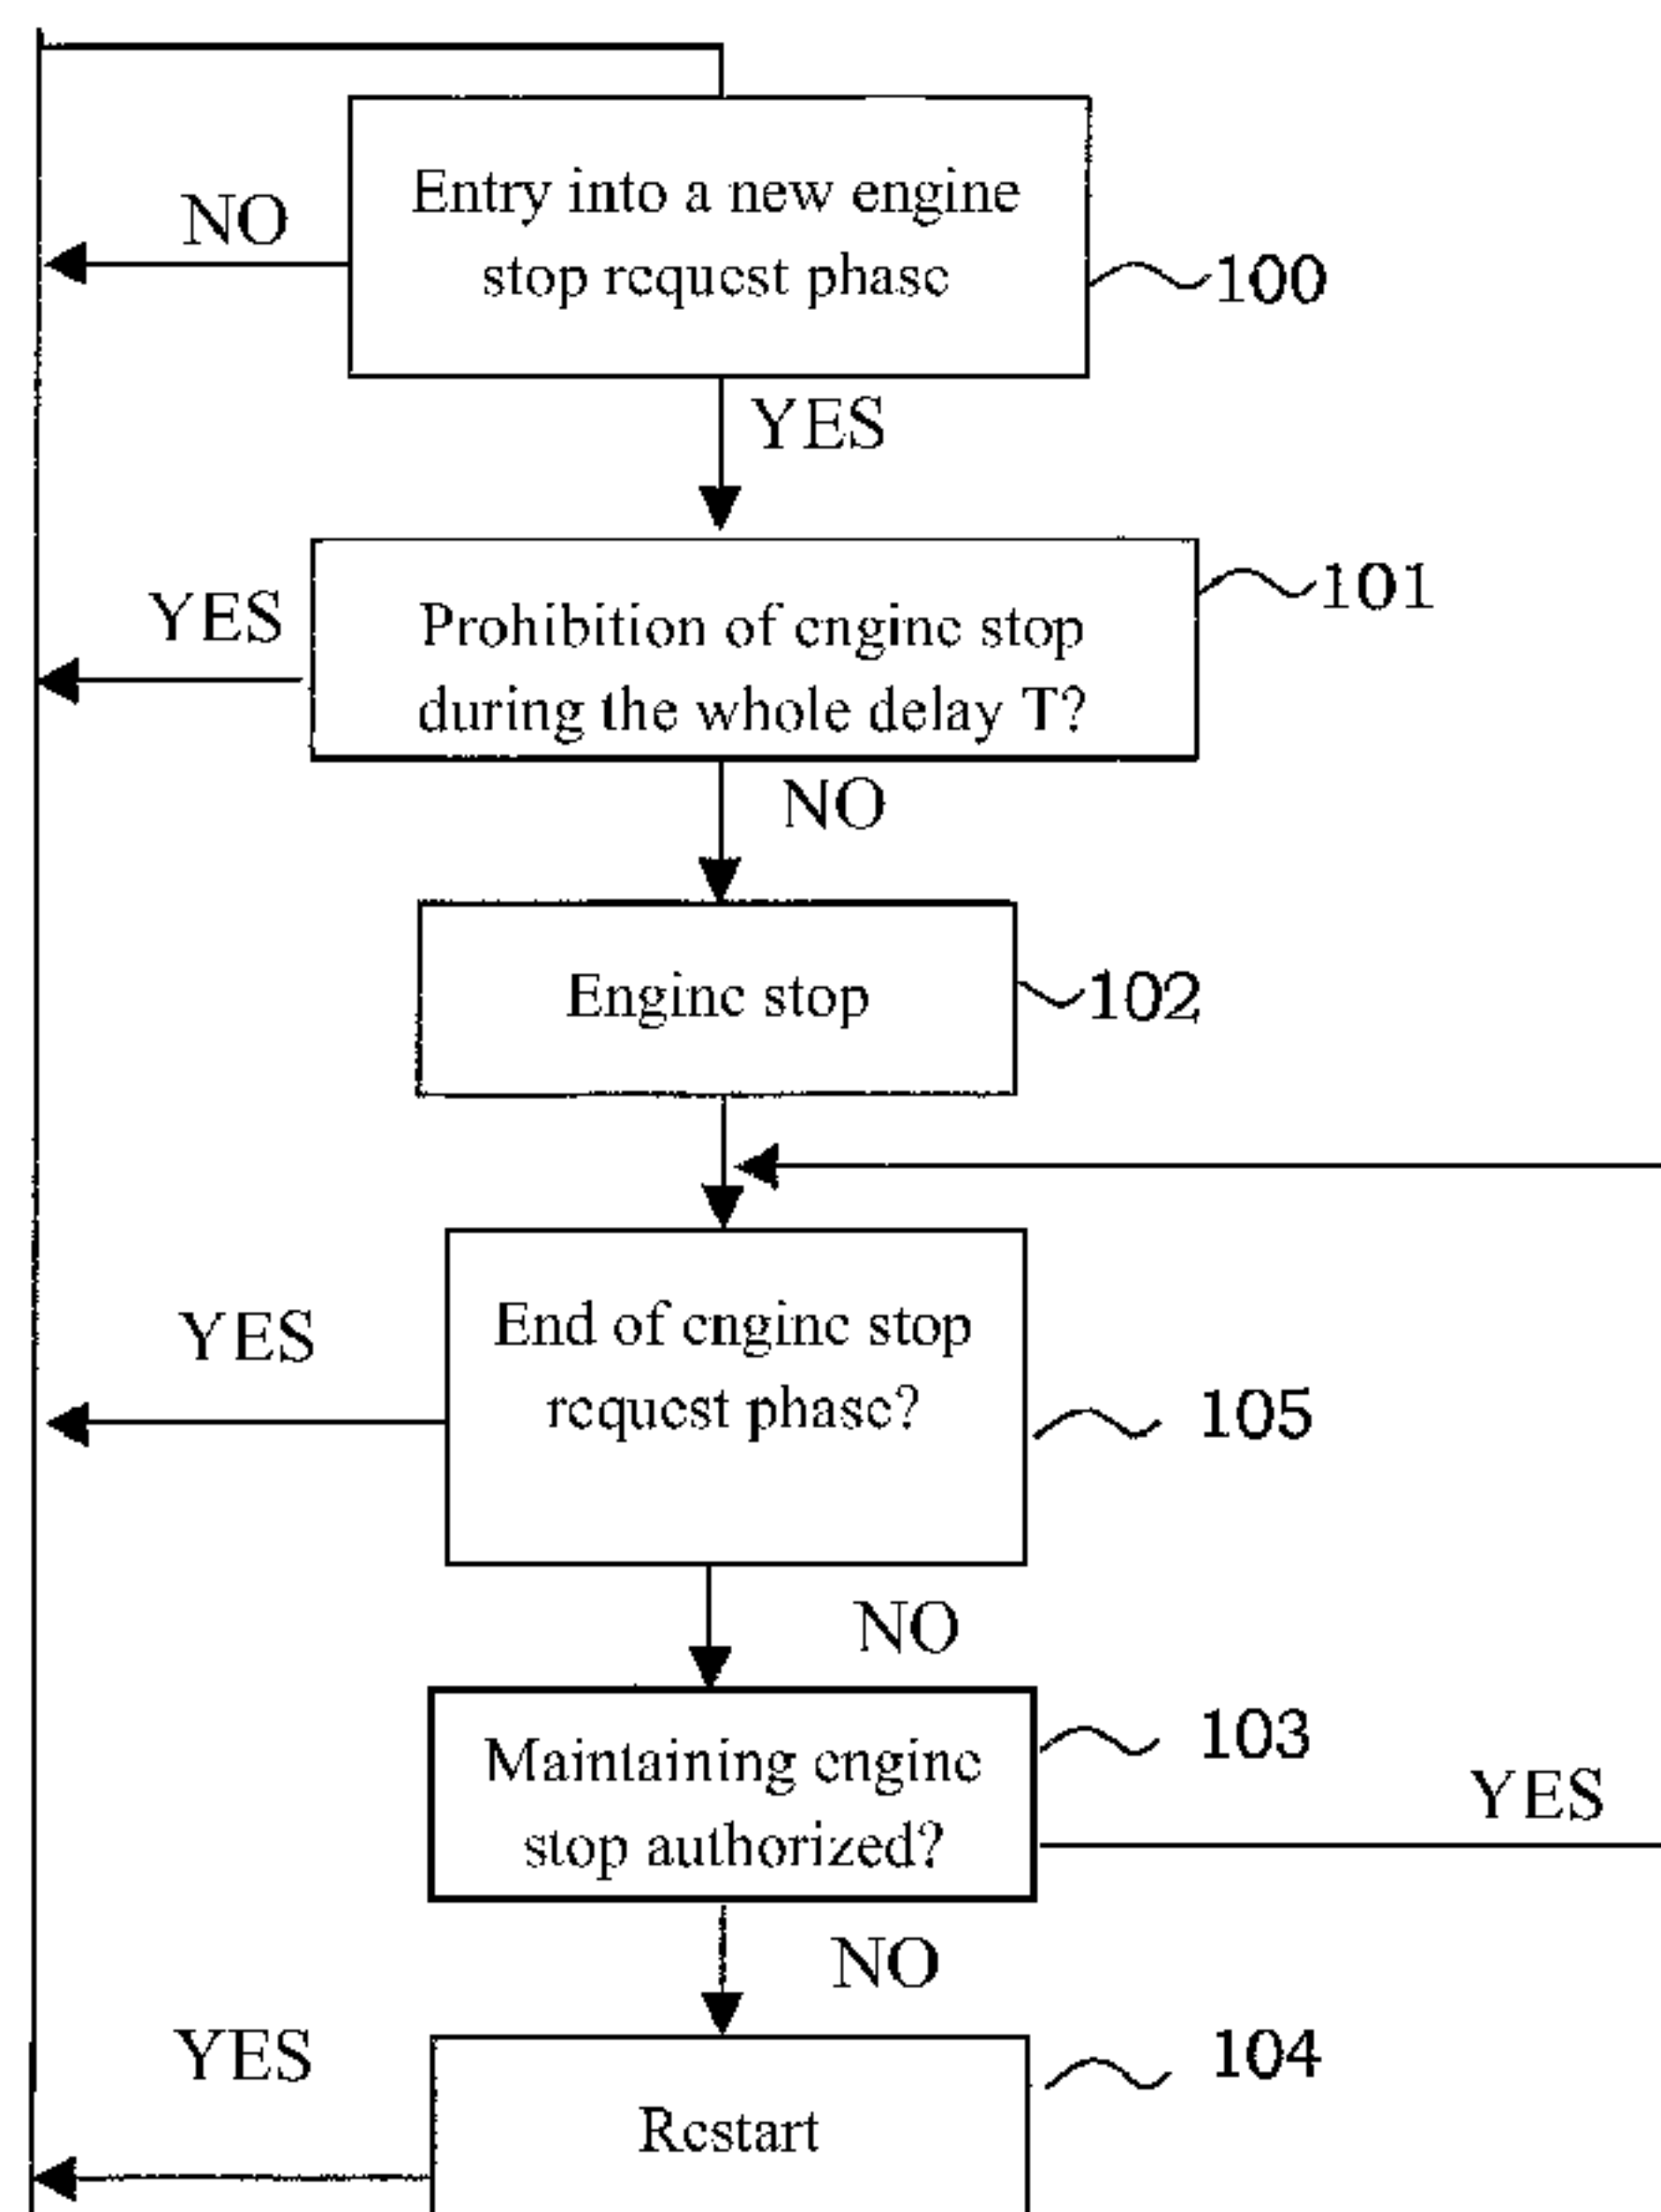 Entry into a new engine
stop request phase
NO
100
YES
YES
Prohibition of engine stop
during the whole delay T?
101
NO
Engine stop
102
YES
End of engine stop
request phase?
105
NO
Maintaining engine
stop authorized?
103
YES
NO
YES
Restart
104